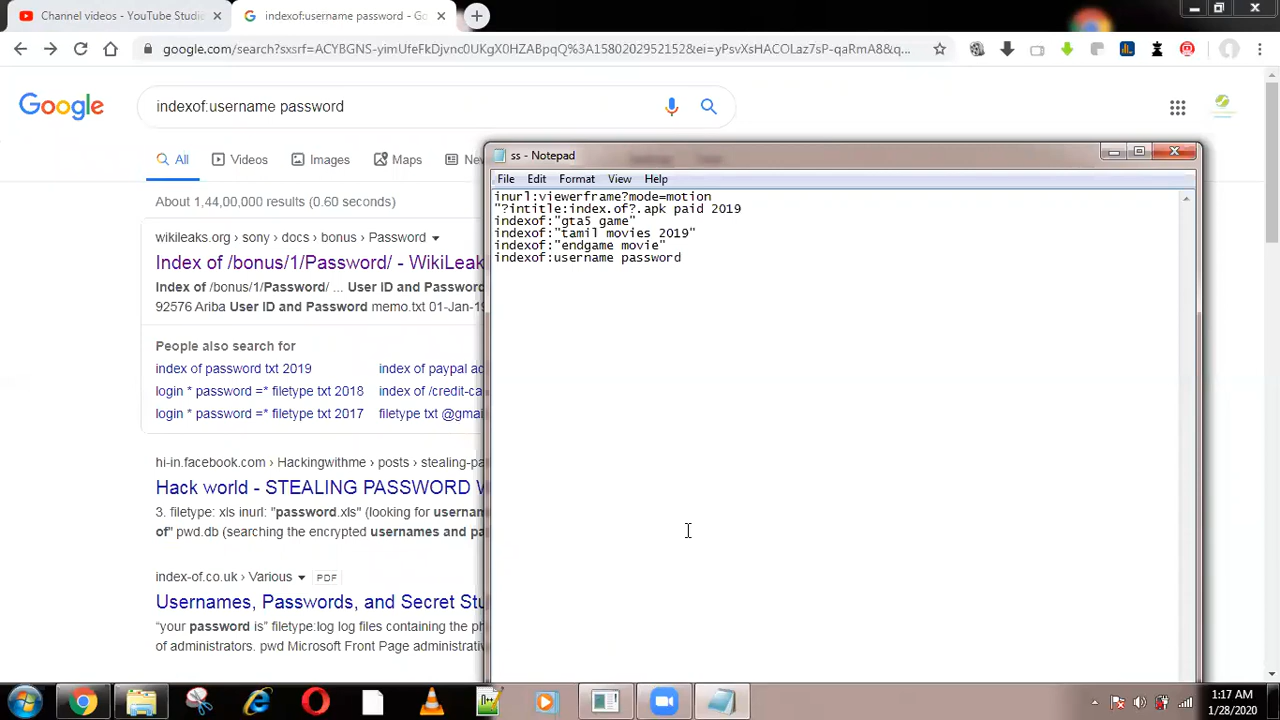 Channel videos - YouTube Studio
indexof:username password - Go
google.com/search?sxsrf=ACYBGNS-yimUfeFKDjvnc0UKgX0HZABpqQ%3A1580202952152&ei=yPsvXsHACOLaz7sP-qaRmA8&q...
Google
indexof:username password
All
Videos
Images
Maps
New
About 1,44,00,000 results (0.60 seconds)
wikileaks.org › sony › docs › bonus › Password
Index of /bonus/1/Password/ - WikiLeak
Index of /bonus/1/Password/ ... User ID and Password
92576 Ariba User ID and Password memo.txt 01-Jan-19
People also search for
index of password txt 2019
index of paypal ac
login * password =* filetype txt 2018
index of /credit-ca
login * password =* filetype txt 2017
filetype txt @gmai
hi-in.facebook.com › Hackingwithme › posts › stealing-pa
Hack world - STEALING PASSWORD W
3. filetype: xls inurl: "password.xls" (looking for usernam
of" pwd.db (searching the encrypted usernames and pa
index-of.co.uk › Various
PDF
Usernames, Passwords, and Secret Stu
"your password is" filetype:log log files containing the ph
of administrators. pwd Microsoft Front Page administrativ
ss - Notepad
File Edit Format View Help
inurl:viewerframe?mode=motion
"?intitle:index.of?.apk paid 2019
indexof:"gta5 game"
indexof:"tamil movies 2019"
indexof:"endgame movie"
indexof:username password
1:17 AM
1/28/2020